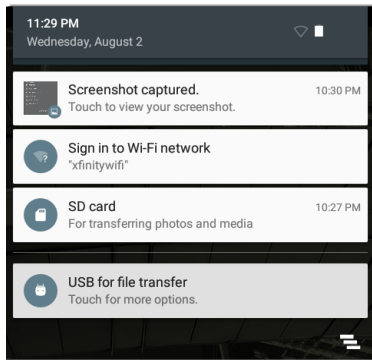 11:29 PM
Wednesday, August 2
Screenshot captured.
10:30 PM
Touch to view your screenshot.
Sign in to Wi-Fi network
"xfinitywifi"
SD card
10:27 PM
For transferring photos and media
USB for file transfer
Touch for more options.